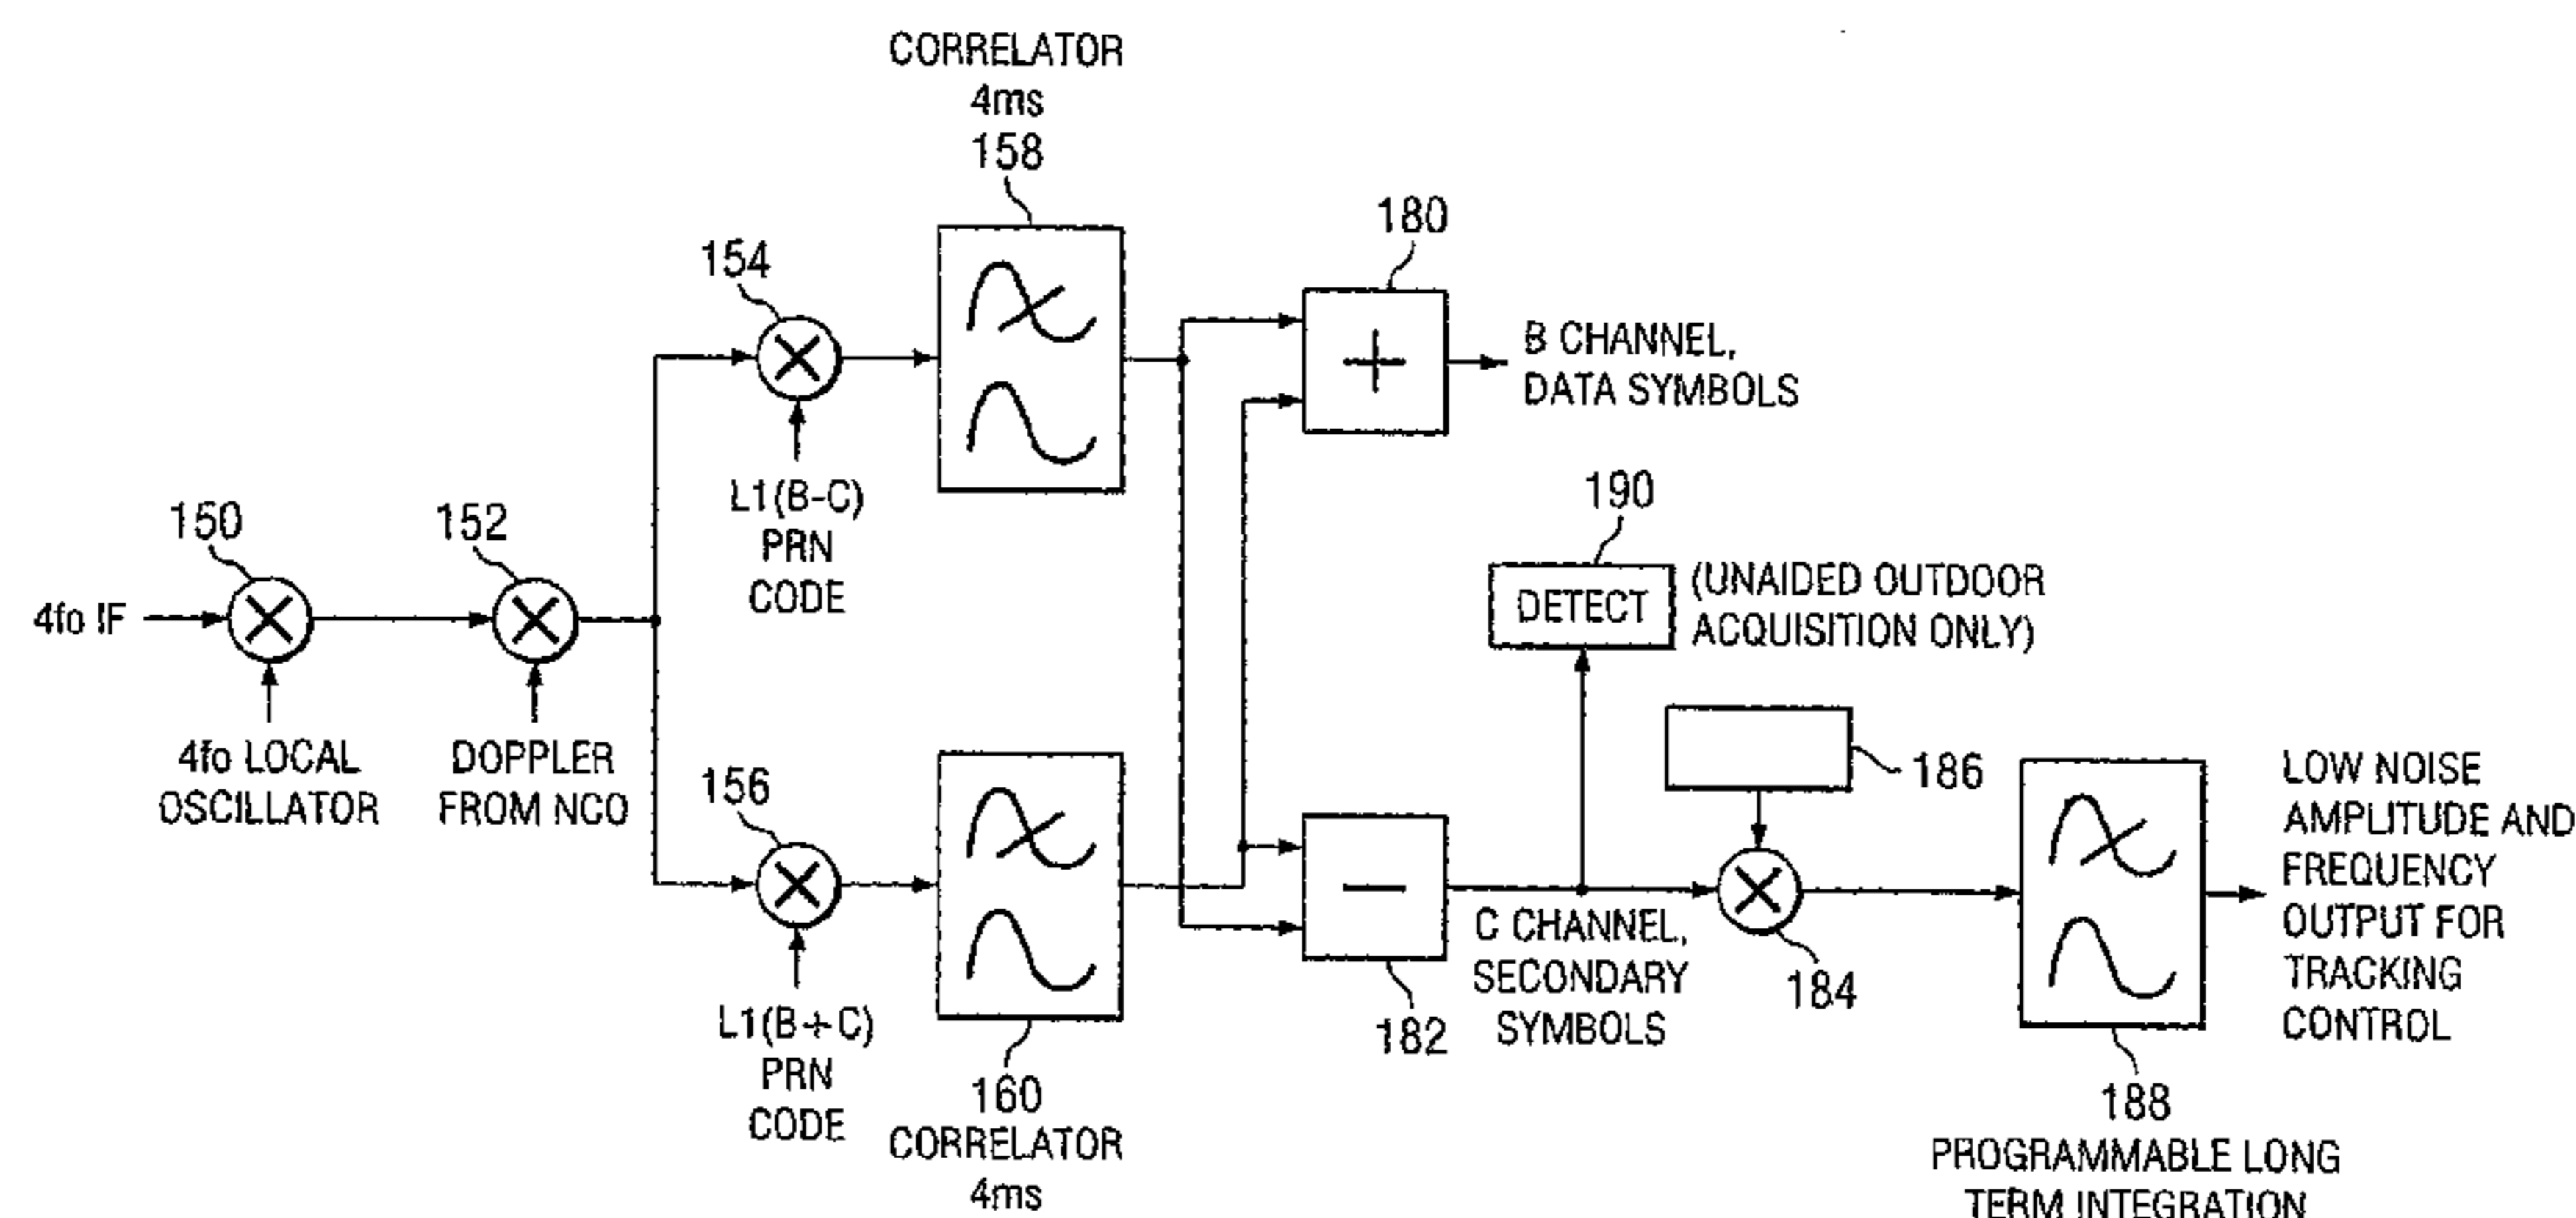 CORRELATOR
4ms
158
180
154
B CHANNEL,
DATA SYMBOLS
L1(B-C)
PRN
CODE
150
152
190
DETECT
(UNAIDED OUTDOOR
ACQUISITION ONLY)
4fo IF
4fo LOCAL
OSCILLATOR
DOPPLER
FROM NCO
156
186
LOW NOISE
AMPLITUDE AND
FREQUENCY
OUTPUT FOR
TRACKING
CONTROL
C CHANNEL,
SECONDARY
SYMBOLS
184
182
L1(B+C)
PRN
CODE
160
CORRELATOR
4ms
188
PROGRAMMABLE LONG
TERM INTEGRATION